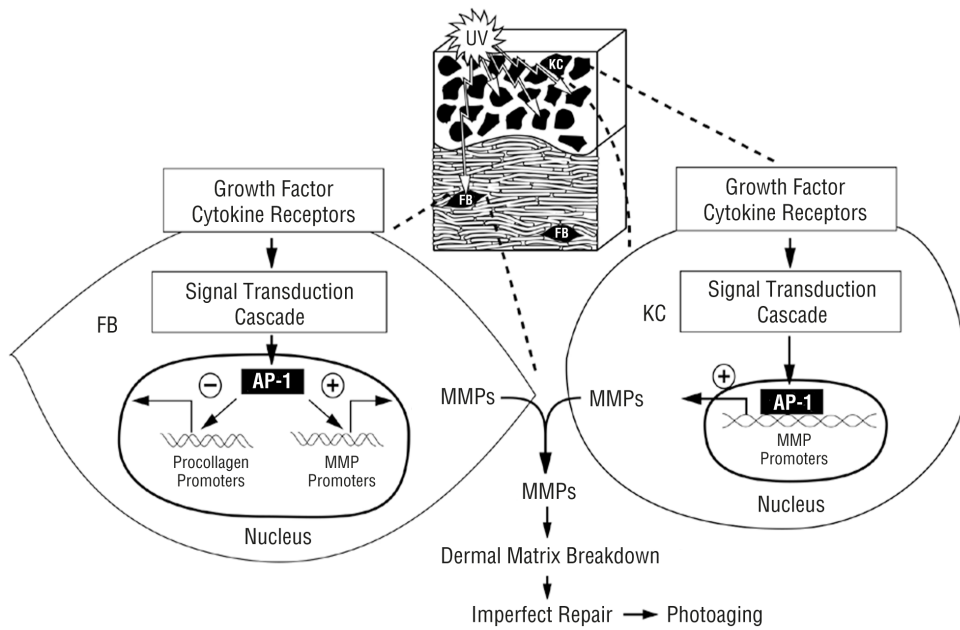 UV
KC
FB
FB
Growth Factor
Cytokine Receptors
Signal Transduction
Cascade
FB
AP-1
−
+
Procollagen
Promoters
MMP
Promoters
Nucleus
Growth Factor
Cytokine Receptors
Signal Transduction
Cascade
KC
+
AP-1
MMP
Promoters
Nucleus
MMPs
MMPs
MMPs
Dermal Matrix Breakdown
Imperfect Repair
Photoaging